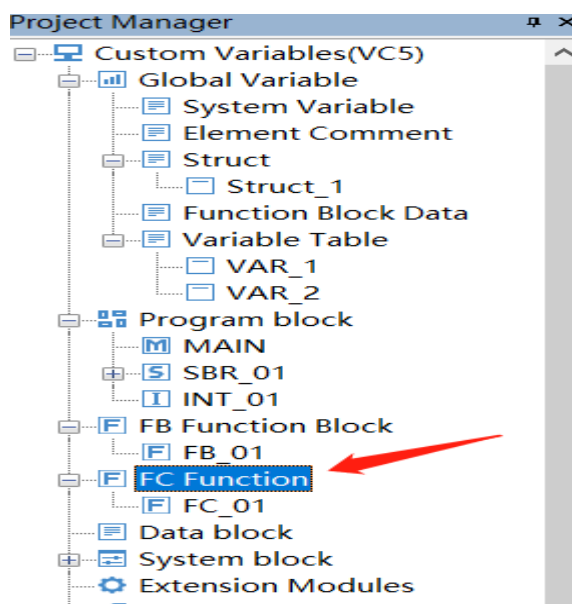 Project Manager
Custom Variables(VC5)
Global Variable
System Variable
Element Comment
Struct
Struct_1
Function Block Data
Variable Table
VAR_1
VAR_2
Program block
M MAIN
S SBR_01
I INT_01
F FB Function Block
F FB_01
F FC Function
F FC_01
Data block
System block
Extension Modules